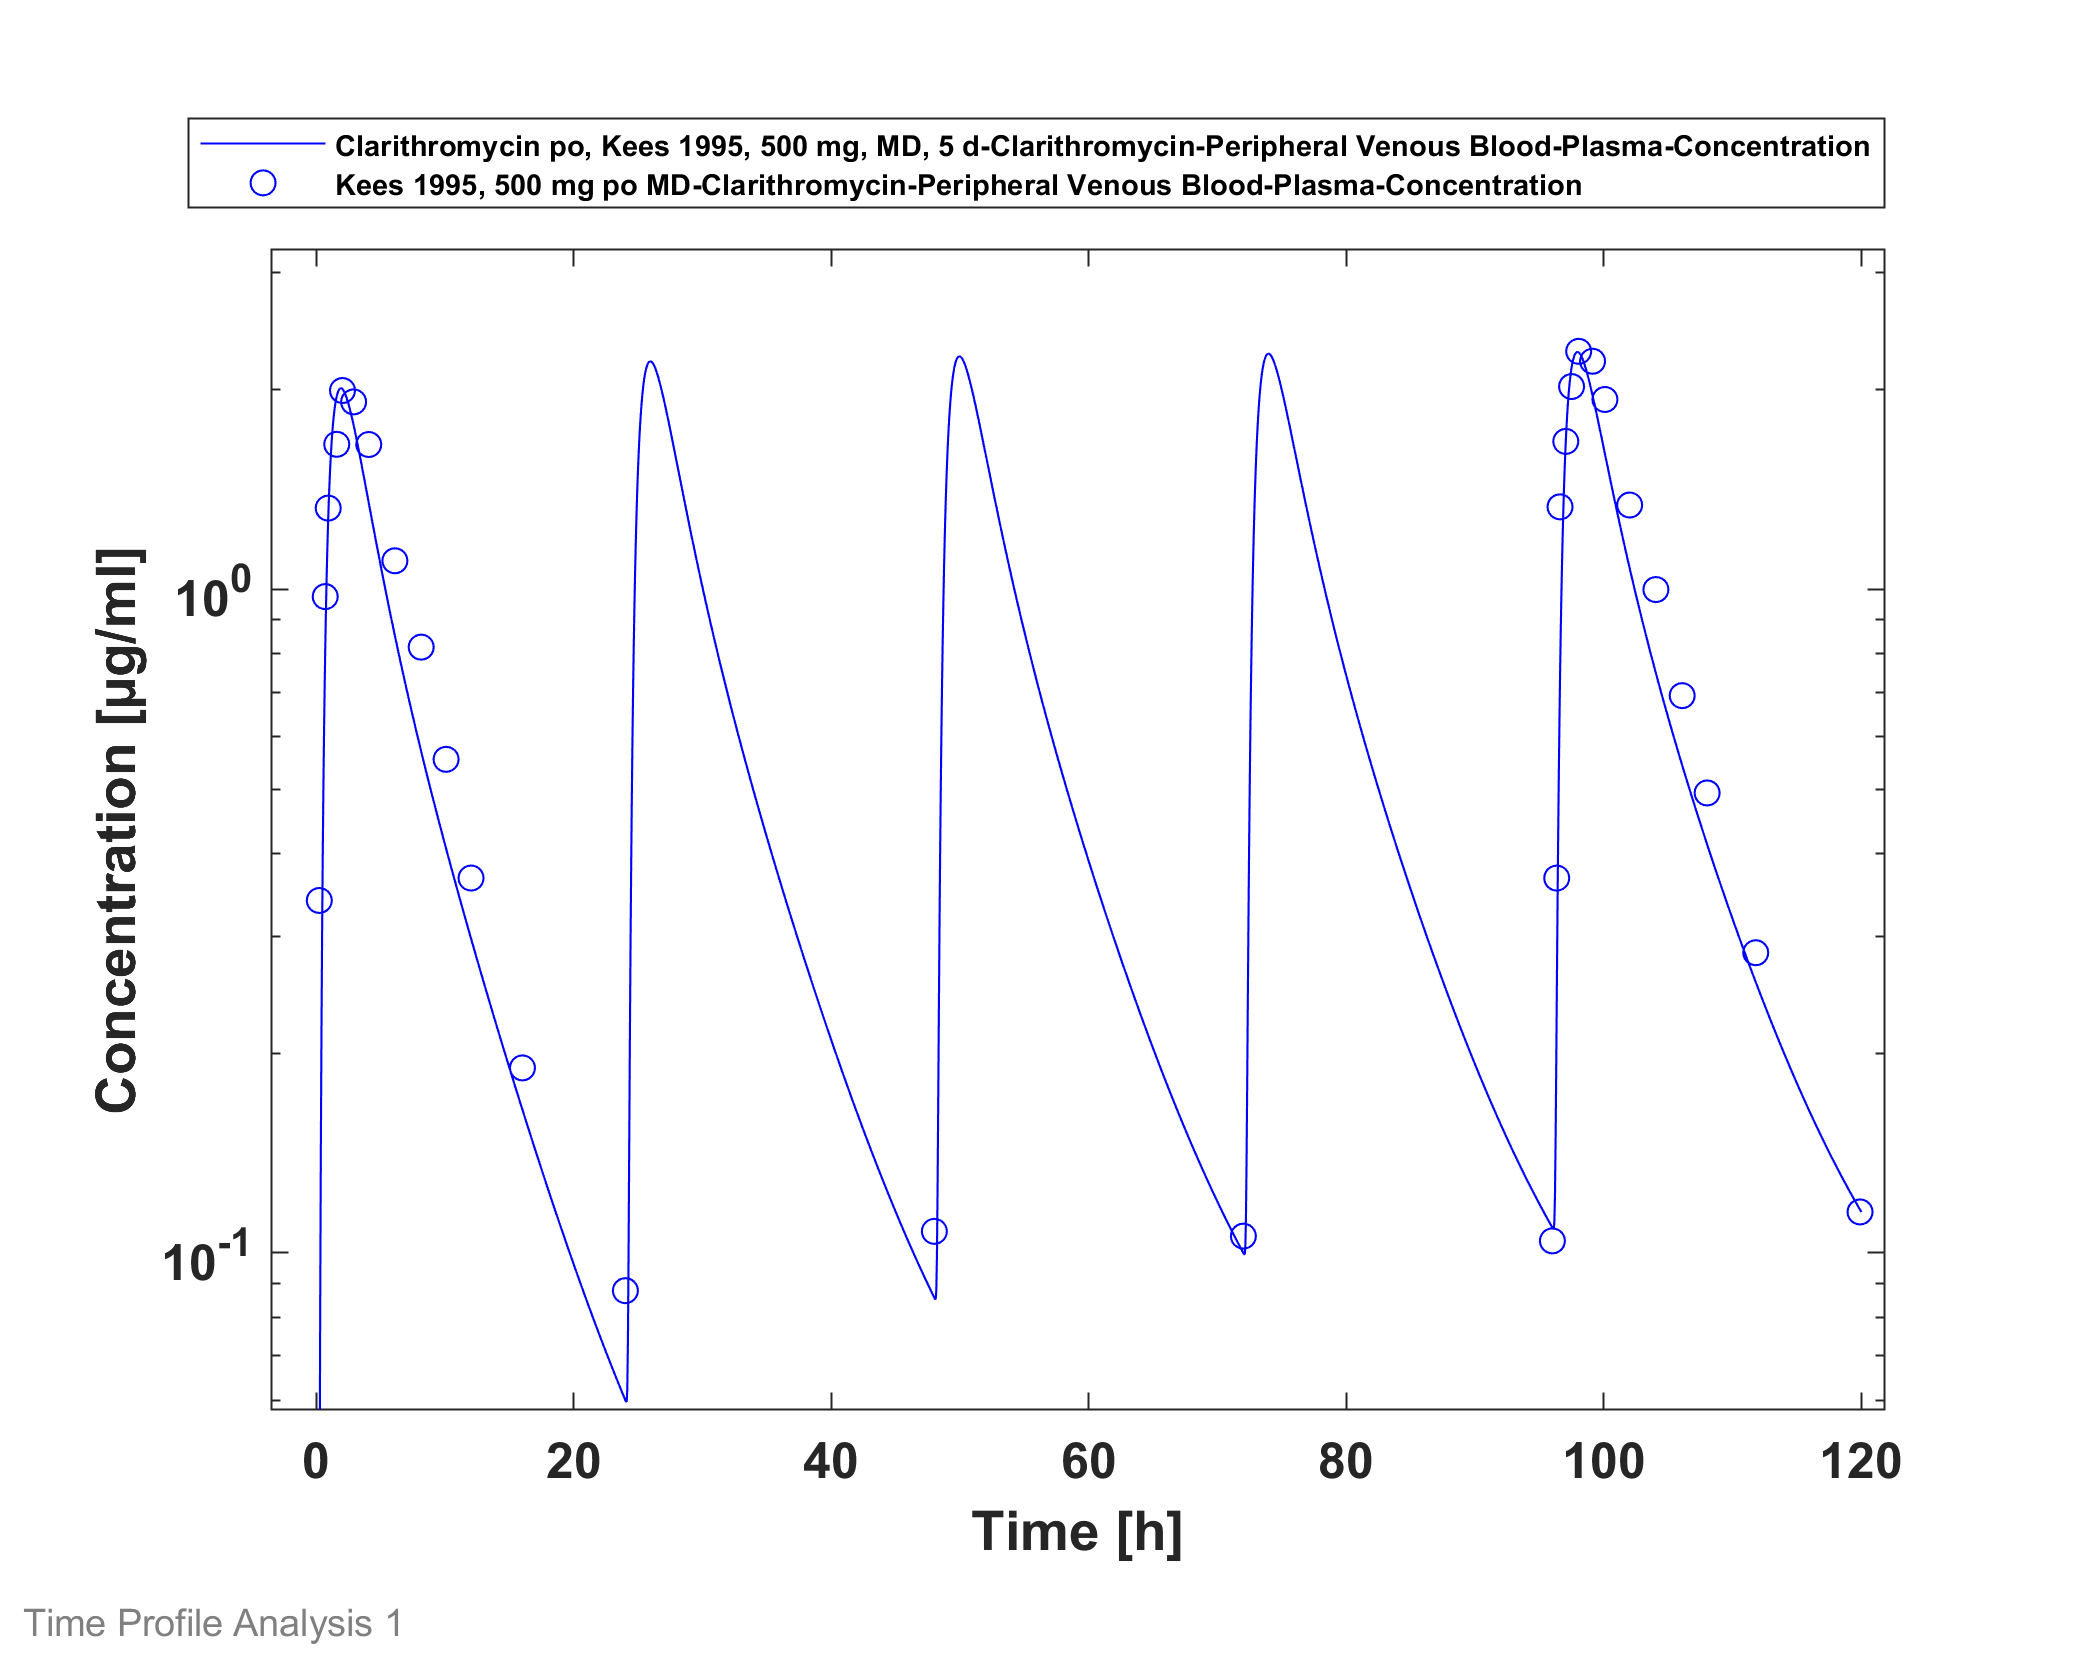 Clarithromycin po, Kees 1995, 500 mg, MD, 5 d-Clarithromycin-Peripheral Venous Blood-Plasma-Concentration
Kees 1995, 500 mg po MD-Clarithromycin-Peripheral Venous Blood-Plasma-Concentration
Concentration [µg/ml]
10^0
10^-1
0 20 40 60 80 100 120
Time [h]
Time Profile Analysis 1